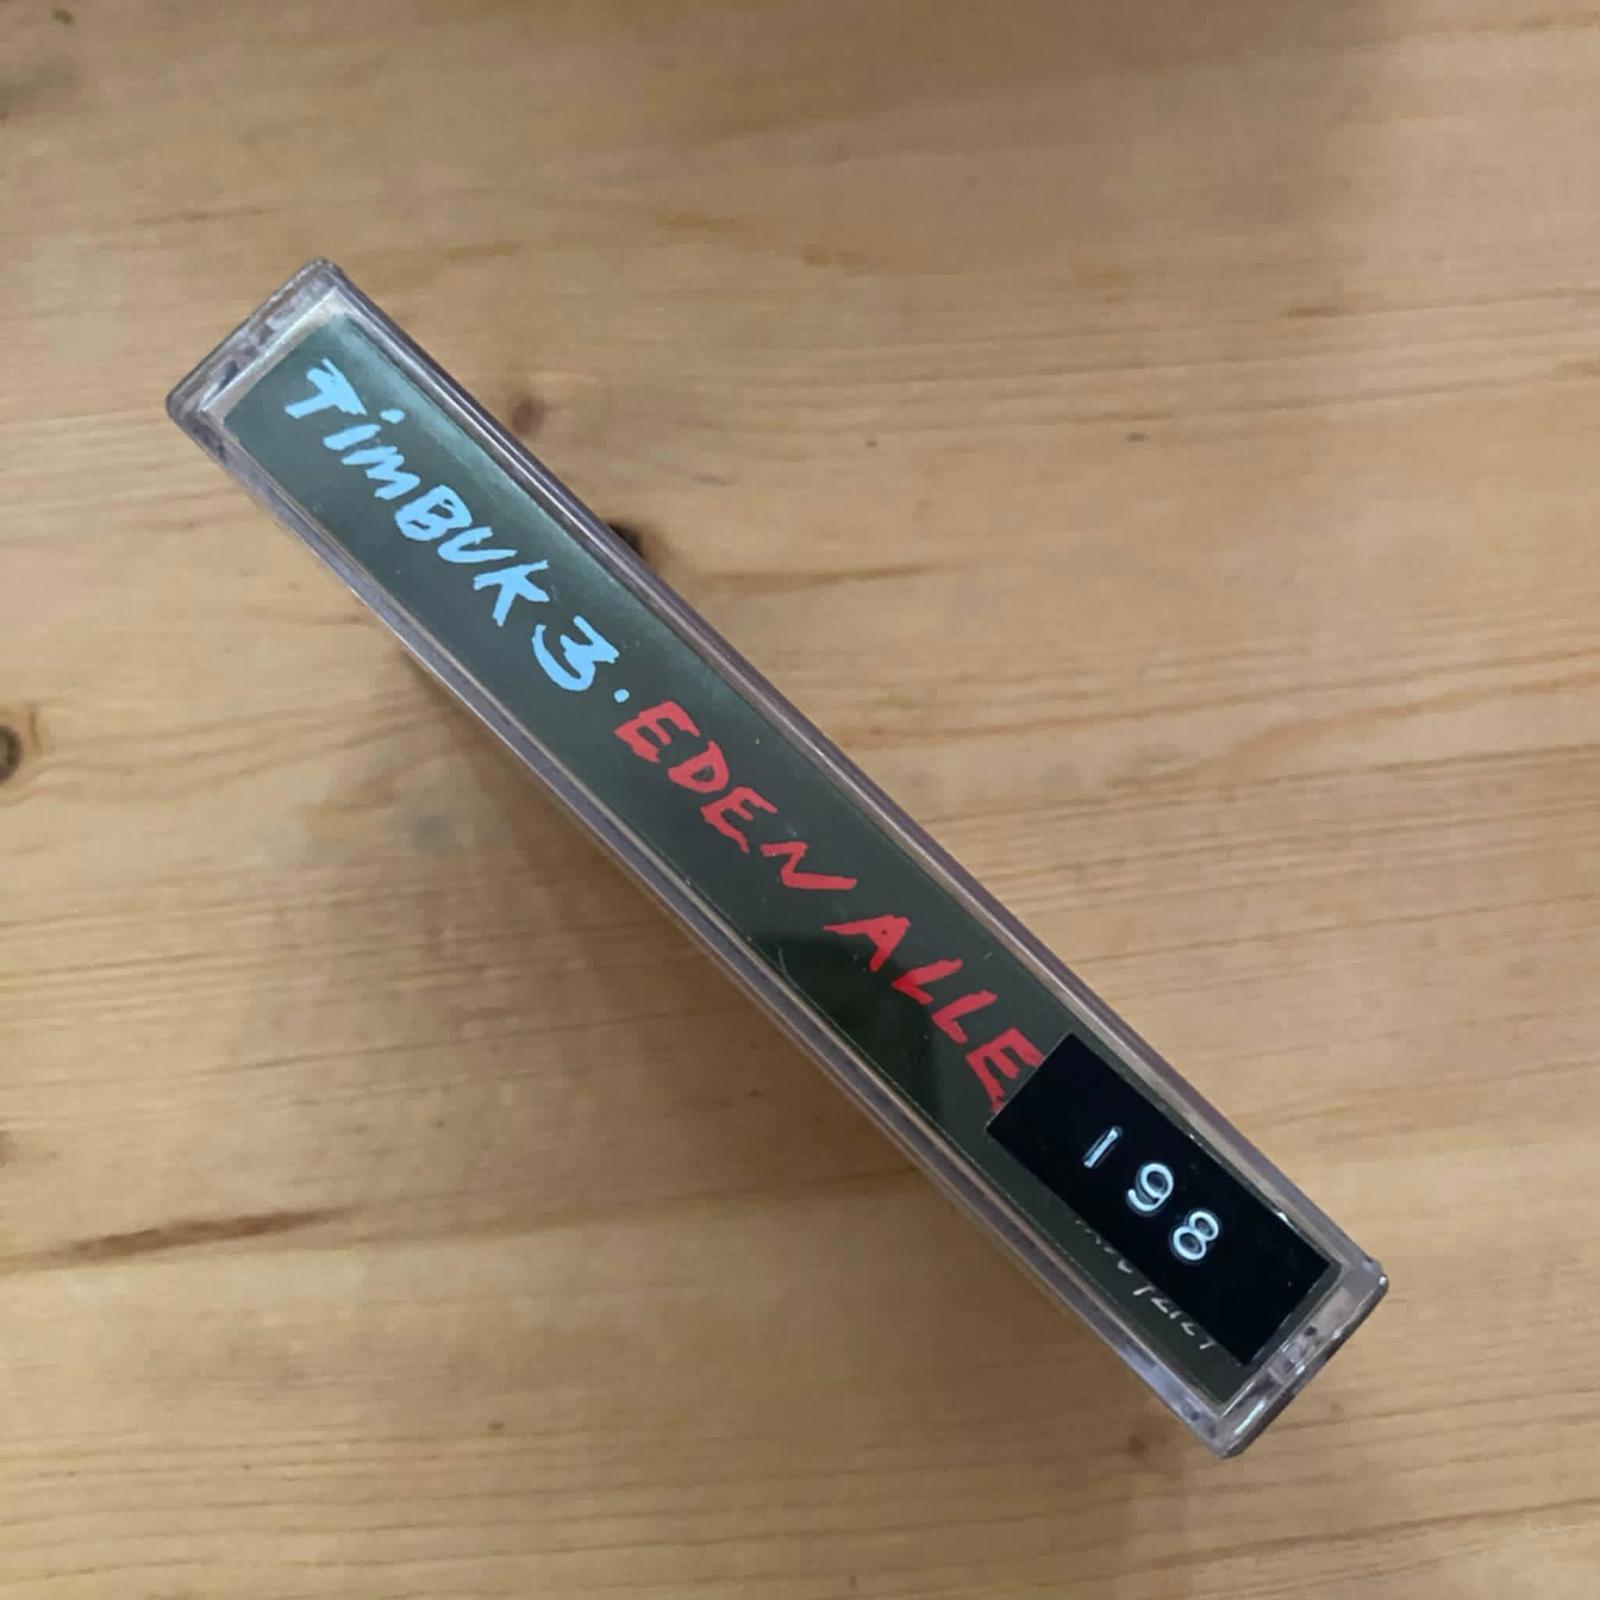 TiMBUK 3 · EDEN ALLE
198